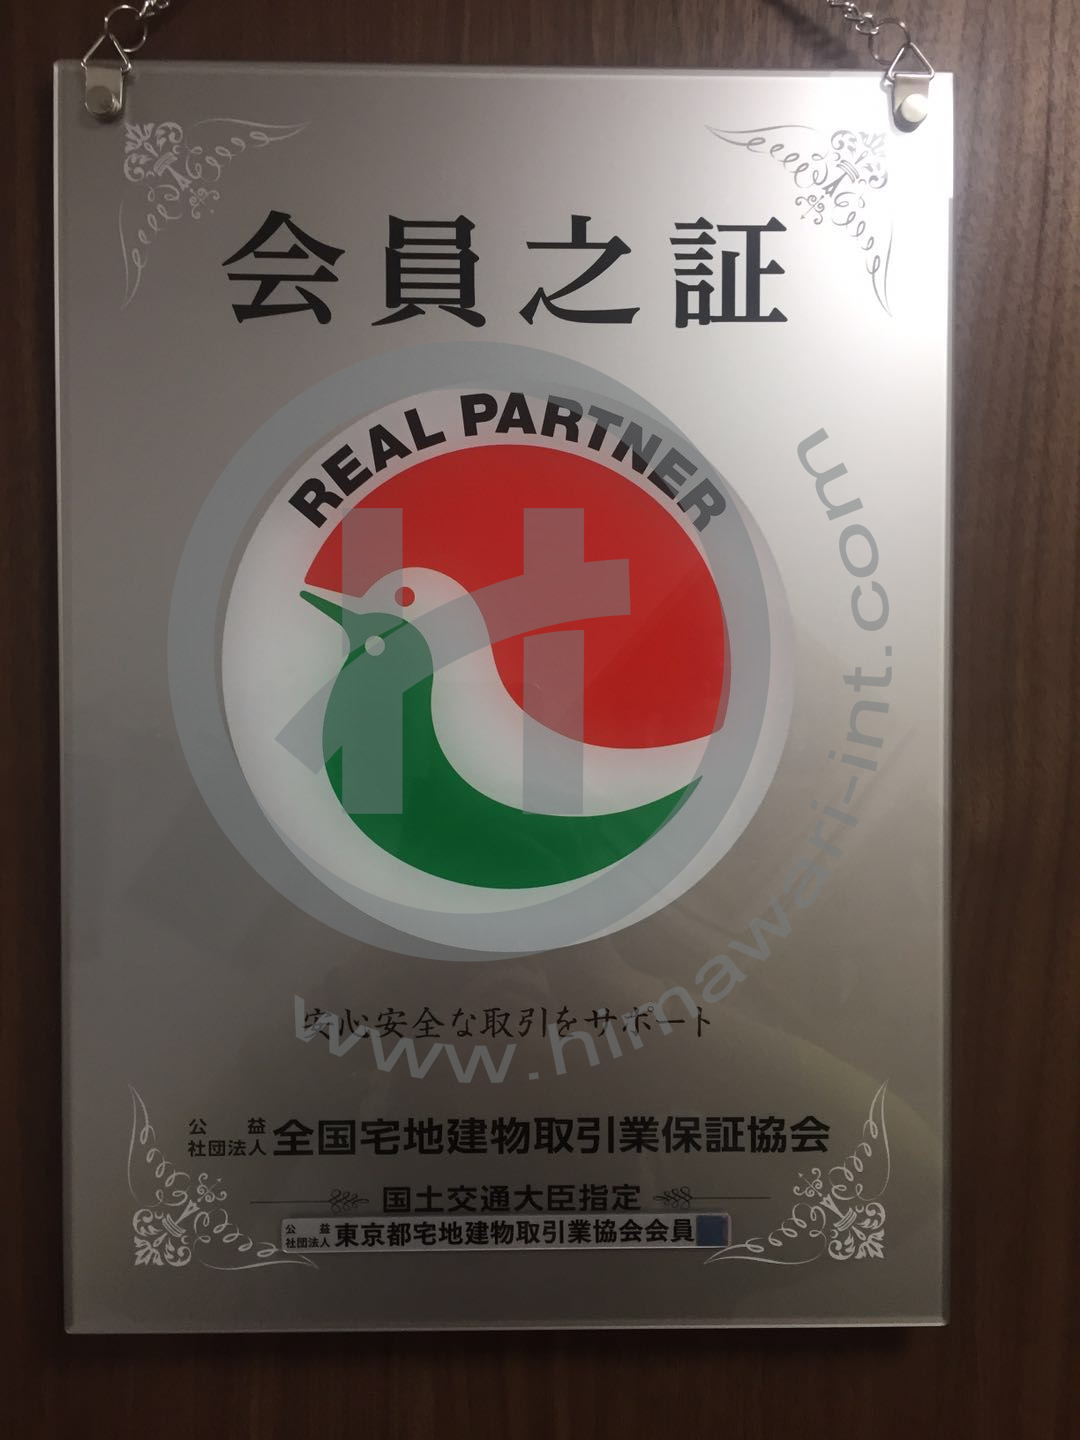 会員之証
REAL PARTNER
安心安全な取引をサポート
公益社団法人 全国宅地建物取引業保証協会
国土交通大臣指定
公益社団法人 東京都宅地建物取引業協会会員
www.himawari-int.com